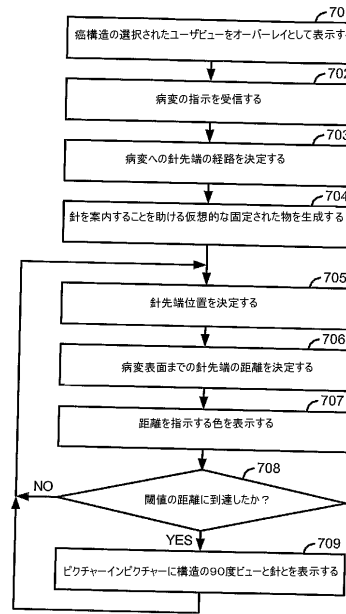 70
癌構造の選択されたユーザビューをオーバーレイとして表示す
702
病変の指示を受信する
703
病変への針先端の経路を決定する
704
針を案内することを助ける仮想的な固定された物を生成する
705
針先端位置を決定する
706
病変表面までの針先端の距離を決定する
707
距離を指示する色を表示する
708
閾値の距離に到達したか？
NO
YES
709
ピクチャーインピクチャーに構造の90度ビューと針とを表示する